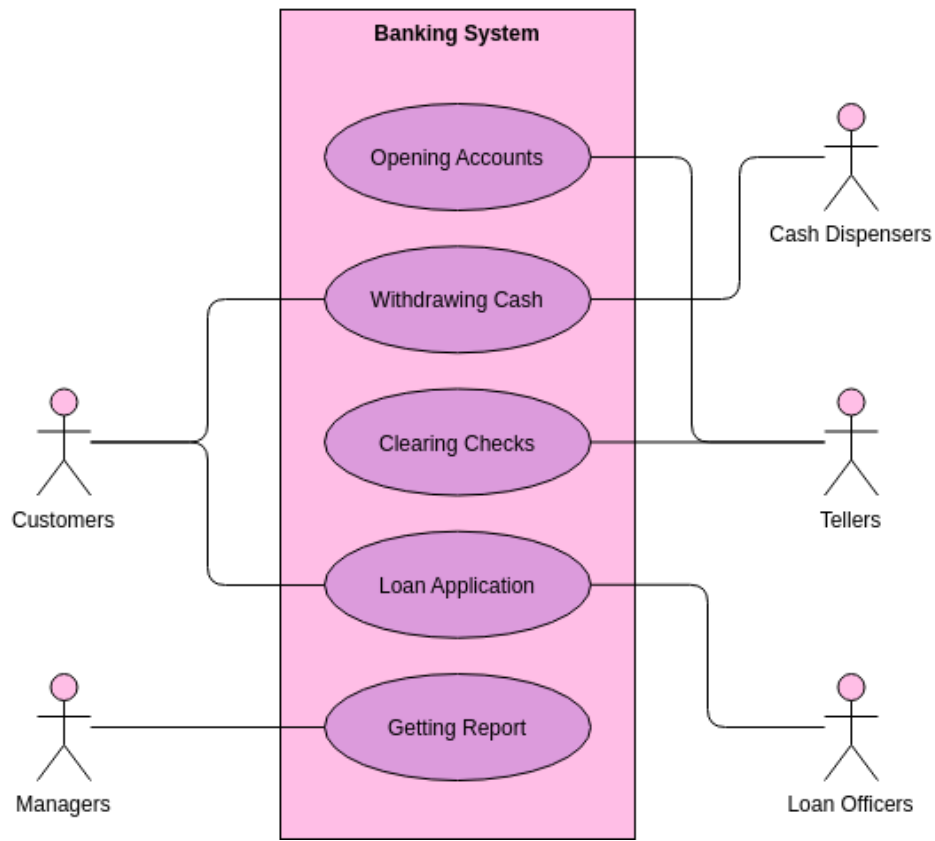 Banking System
Opening Accounts
Withdrawing Cash
Cash Dispensers
Clearing Checks
Customers
Tellers
Loan Application
Getting Report
Managers
Loan Officers